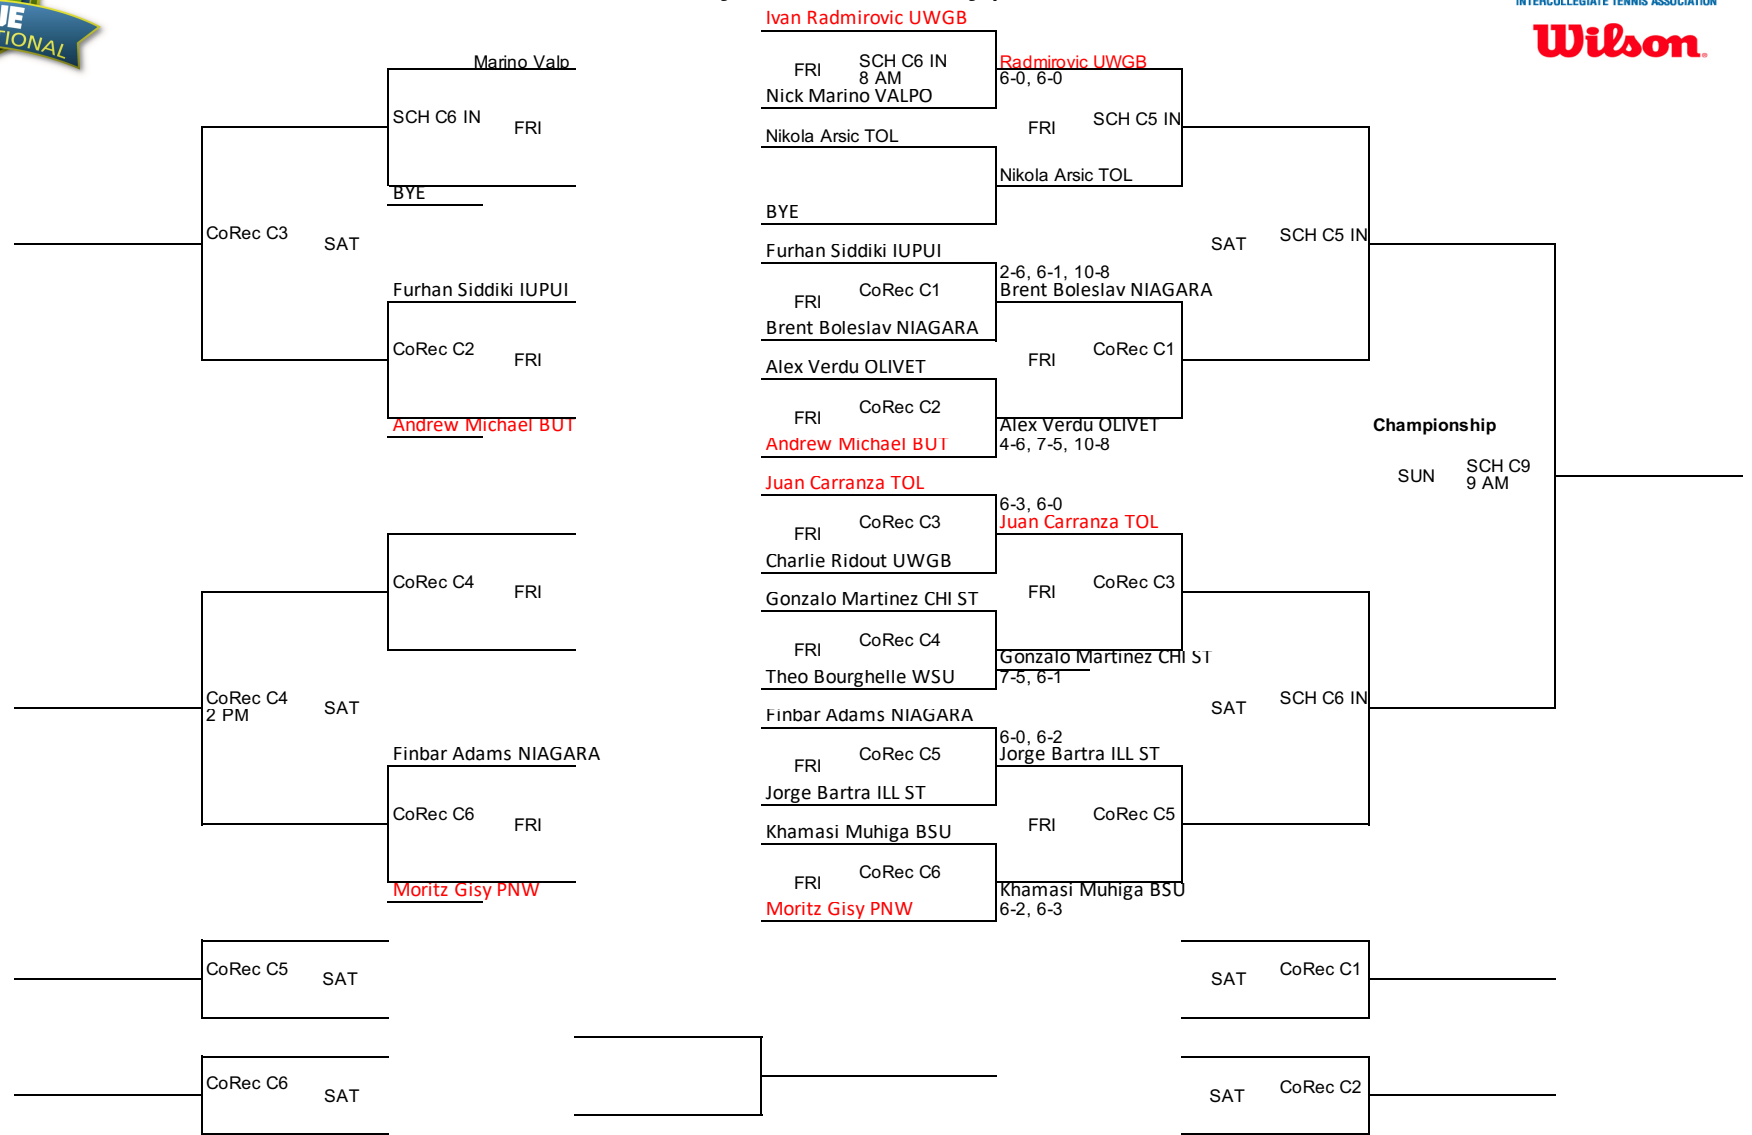 INTERCOLLEGIATE TENNIS ASSOCIATION
Wilson
Ivan Radmirovic UWGB
Marino Valp
FRI
SCH C6 IN
8 AM
Radmirovic UWGB
6-0, 6-0
Nick Marino VALPO
SCH C6 IN
FRI
FRI
SCH C5 IN
Nikola Arsic TOL
Nikola Arsic TOL
BYE
BYE
CoRec C3
SAT
SAT
SCH C5 IN
Furhan Siddiki IUPUI
2-6, 6-1, 10-8
Furhan Siddiki IUPUI
FRI
CoRec C1
Brent Boleslav NIAGARA
Brent Boleslav NIAGARA
CoRec C2
FRI
FRI
CoRec C1
Alex Verdu OLIVET
FRI
CoRec C2
Andrew Michael BUT
Alex Verdu OLIVET
Andrew Michael BUT
4-6, 7-5, 10-8
Championship
SUN
SCH C9
9 AM
Juan Carranza TOL
6-3, 6-0
FRI
CoRec C3
Juan Carranza TOL
Charlie Ridout UWGB
CoRec C4
FRI
FRI
CoRec C3
Gonzalo Martinez CHI ST
FRI
CoRec C4
Gonzalo Martinez CHI ST
Theo Bourghelle WSU
7-5, 6-1
CoRec C4
2 PM
SAT
SAT
SCH C6 IN
Finbar Adams NIAGARA
6-0, 6-2
Finbar Adams NIAGARA
FRI
CoRec C5
Jorge Bartra ILL ST
Jorge Bartra ILL ST
CoRec C6
FRI
FRI
CoRec C5
Khamasi Muhiga BSU
FRI
CoRec C6
Moritz Gisy PNW
Khamasi Muhiga BSU
Moritz Gisy PNW
6-2, 6-3
CoRec C5
SAT
SAT
CoRec C1
CoRec C6
SAT
SAT
CoRec C2